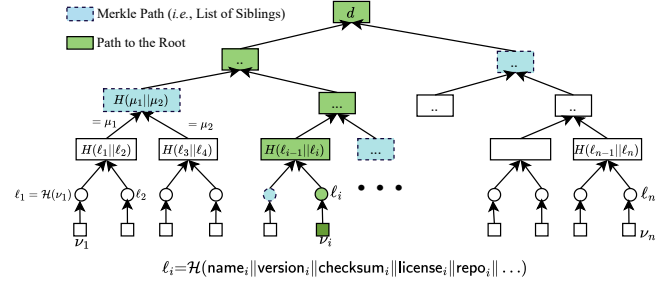 Merkle Path (i.e., List of Siblings)
Path to the Root
d
..
..
H(μ₁||μ₂)
...
..
..
= μ₁
= μ₂
H(ℓ₁||ℓ₂)
H(ℓ₃||ℓ₄)
H(ℓᵢ₋₁||ℓᵢ)
...
H(ℓₙ₋₁||ℓₙ)
ℓ₁ = ℋ(ν₁)
ℓ₂
ℓᵢ
• • •
ℓₙ
ν₁
νᵢ
νₙ
ℓᵢ=ℋ(nameᵢ‖versionᵢ‖checksumᵢ‖licenseᵢ‖repoᵢ‖ ...)